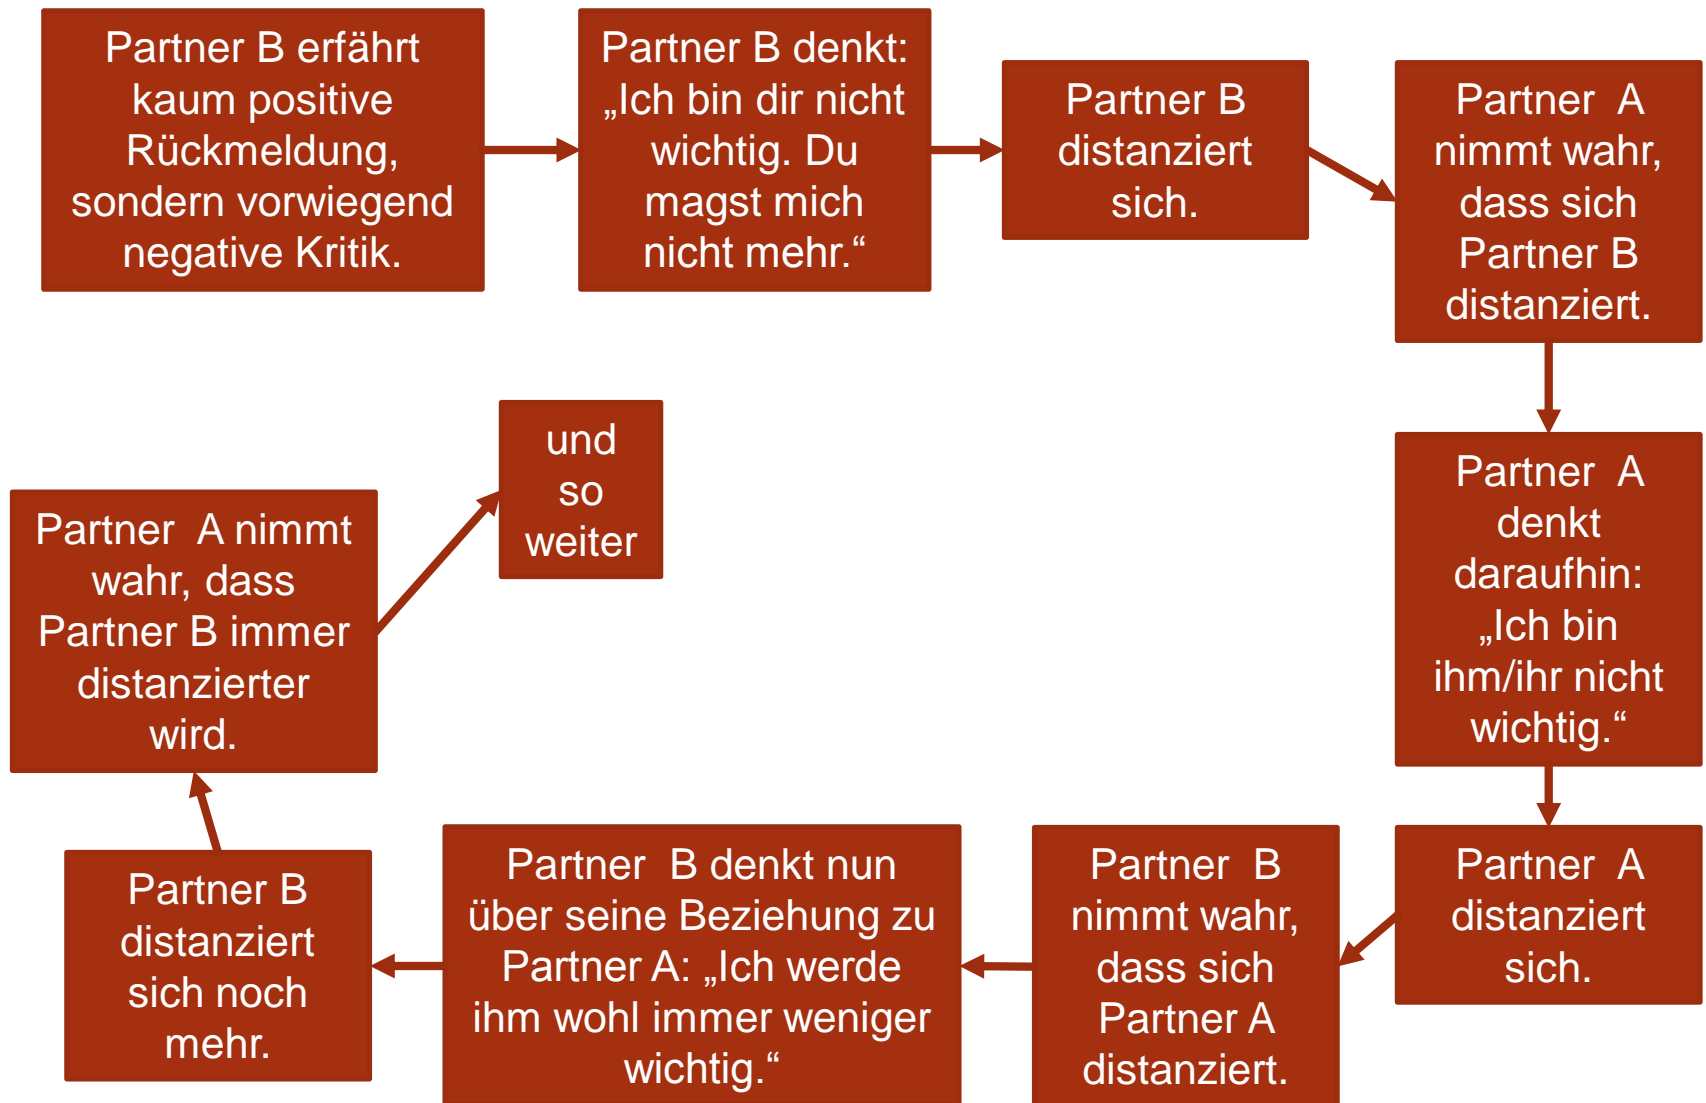 Partner B erfährt
kaum positive
Rückmeldung,
sondern vorwiegend
negative Kritik.
Partner B denkt:
„Ich bin dir nicht
wichtig. Du
magst mich
nicht mehr.“
Partner B
distanziert
sich.
Partner  A
nimmt wahr,
dass sich
Partner B
distanziert.
Partner  A
denkt
daraufhin:
„Ich bin
ihm/ihr nicht
wichtig.“
Partner  A
distanziert
sich.
Partner  B
nimmt wahr,
dass sich
Partner A
distanziert.
Partner  B denkt nun
über seine Beziehung zu
Partner A: „Ich werde
ihm wohl immer weniger
wichtig.“
Partner B
distanziert
sich noch
mehr.
Partner  A nimmt
wahr, dass
Partner B immer
distanzierter
wird.
und
so
weiter